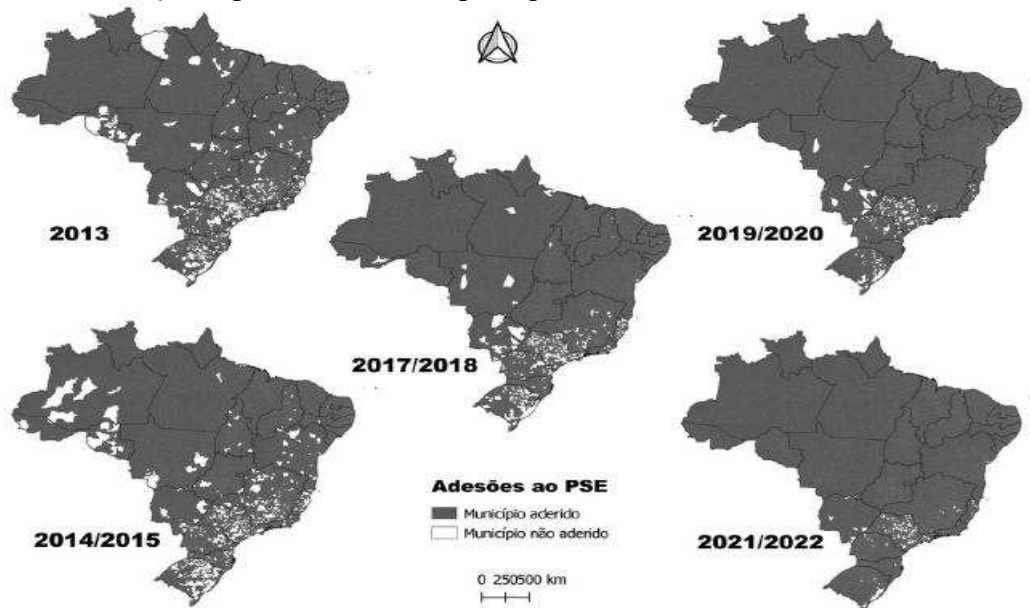 2013
2019/2020
2017/2018
2014/2015
Adesões ao PSE
Município aderido
Município não aderido
0 250500 km
2021/2022